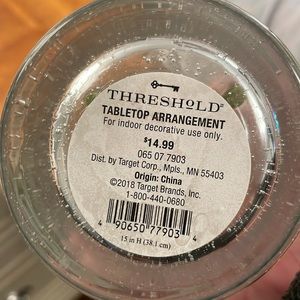 THRESHOLD
TABLETOP ARRANGEMENT
For indoor decorative use only.
$14.99
065 07 7903
Dist. by Target Corp., Mpls., MN 55403
Origin: China
©2018 Target Brands, Inc.
1-800-440-0680
4 90650 77903 4
15 in H (38.1 cm)